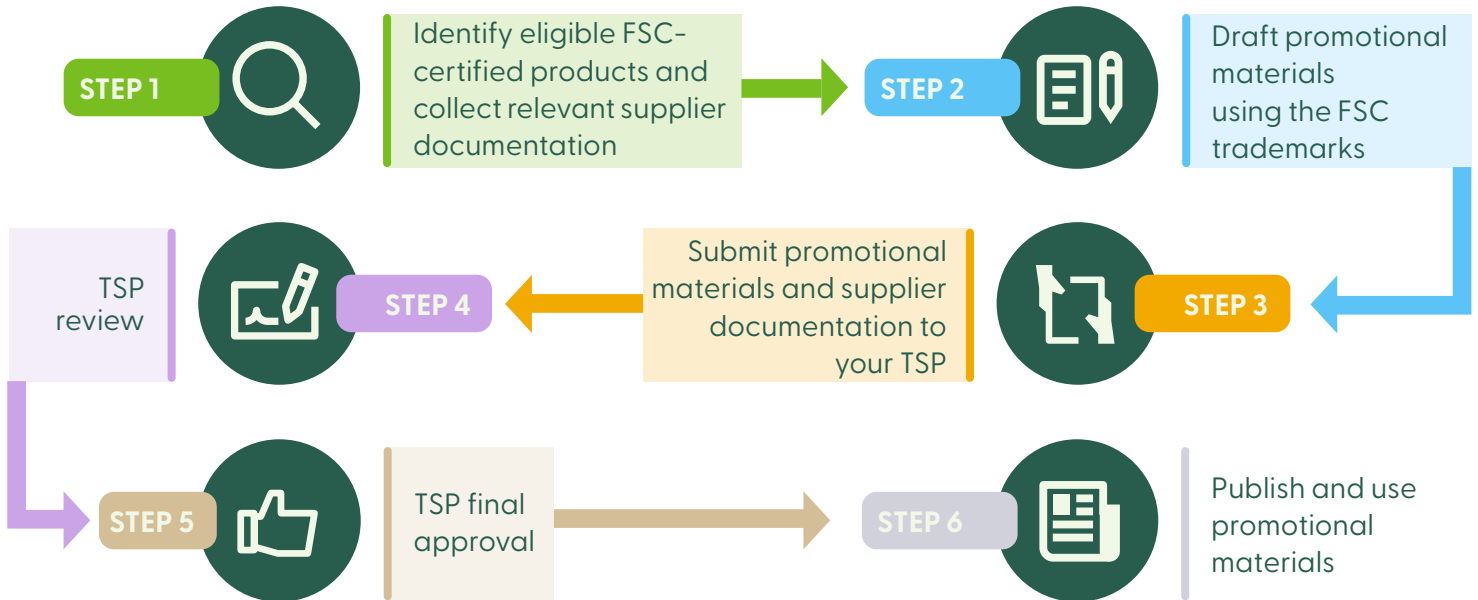 STEP 1
Identify eligible FSC-
certified products and
collect relevant supplier
documentation
STEP 2
Draft promotional
materials
using the FSC
trademarks
STEP 3
Submit promotional
materials and supplier
documentation to
your TSP
STEP 4
TSP
review
STEP 5
TSP final
approval
STEP 6
Publish and use
promotional
materials